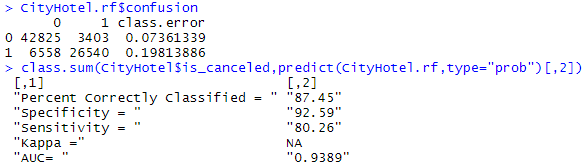 > CityHotel.rf$confusion
      0     1 class.error
0 42825  3403  0.07361339
1  6558 26540  0.19813886
> class.sum(CityHotel$is_canceled,predict(CityHotel.rf,type="prob")[,2])
[,1] [,2]
"Percent Correctly Classified = " "87.45"
"Specificity = " "92.59"
"Sensitivity = " "80.26"
"Kappa =" NA
"AUC= " "0.9389"